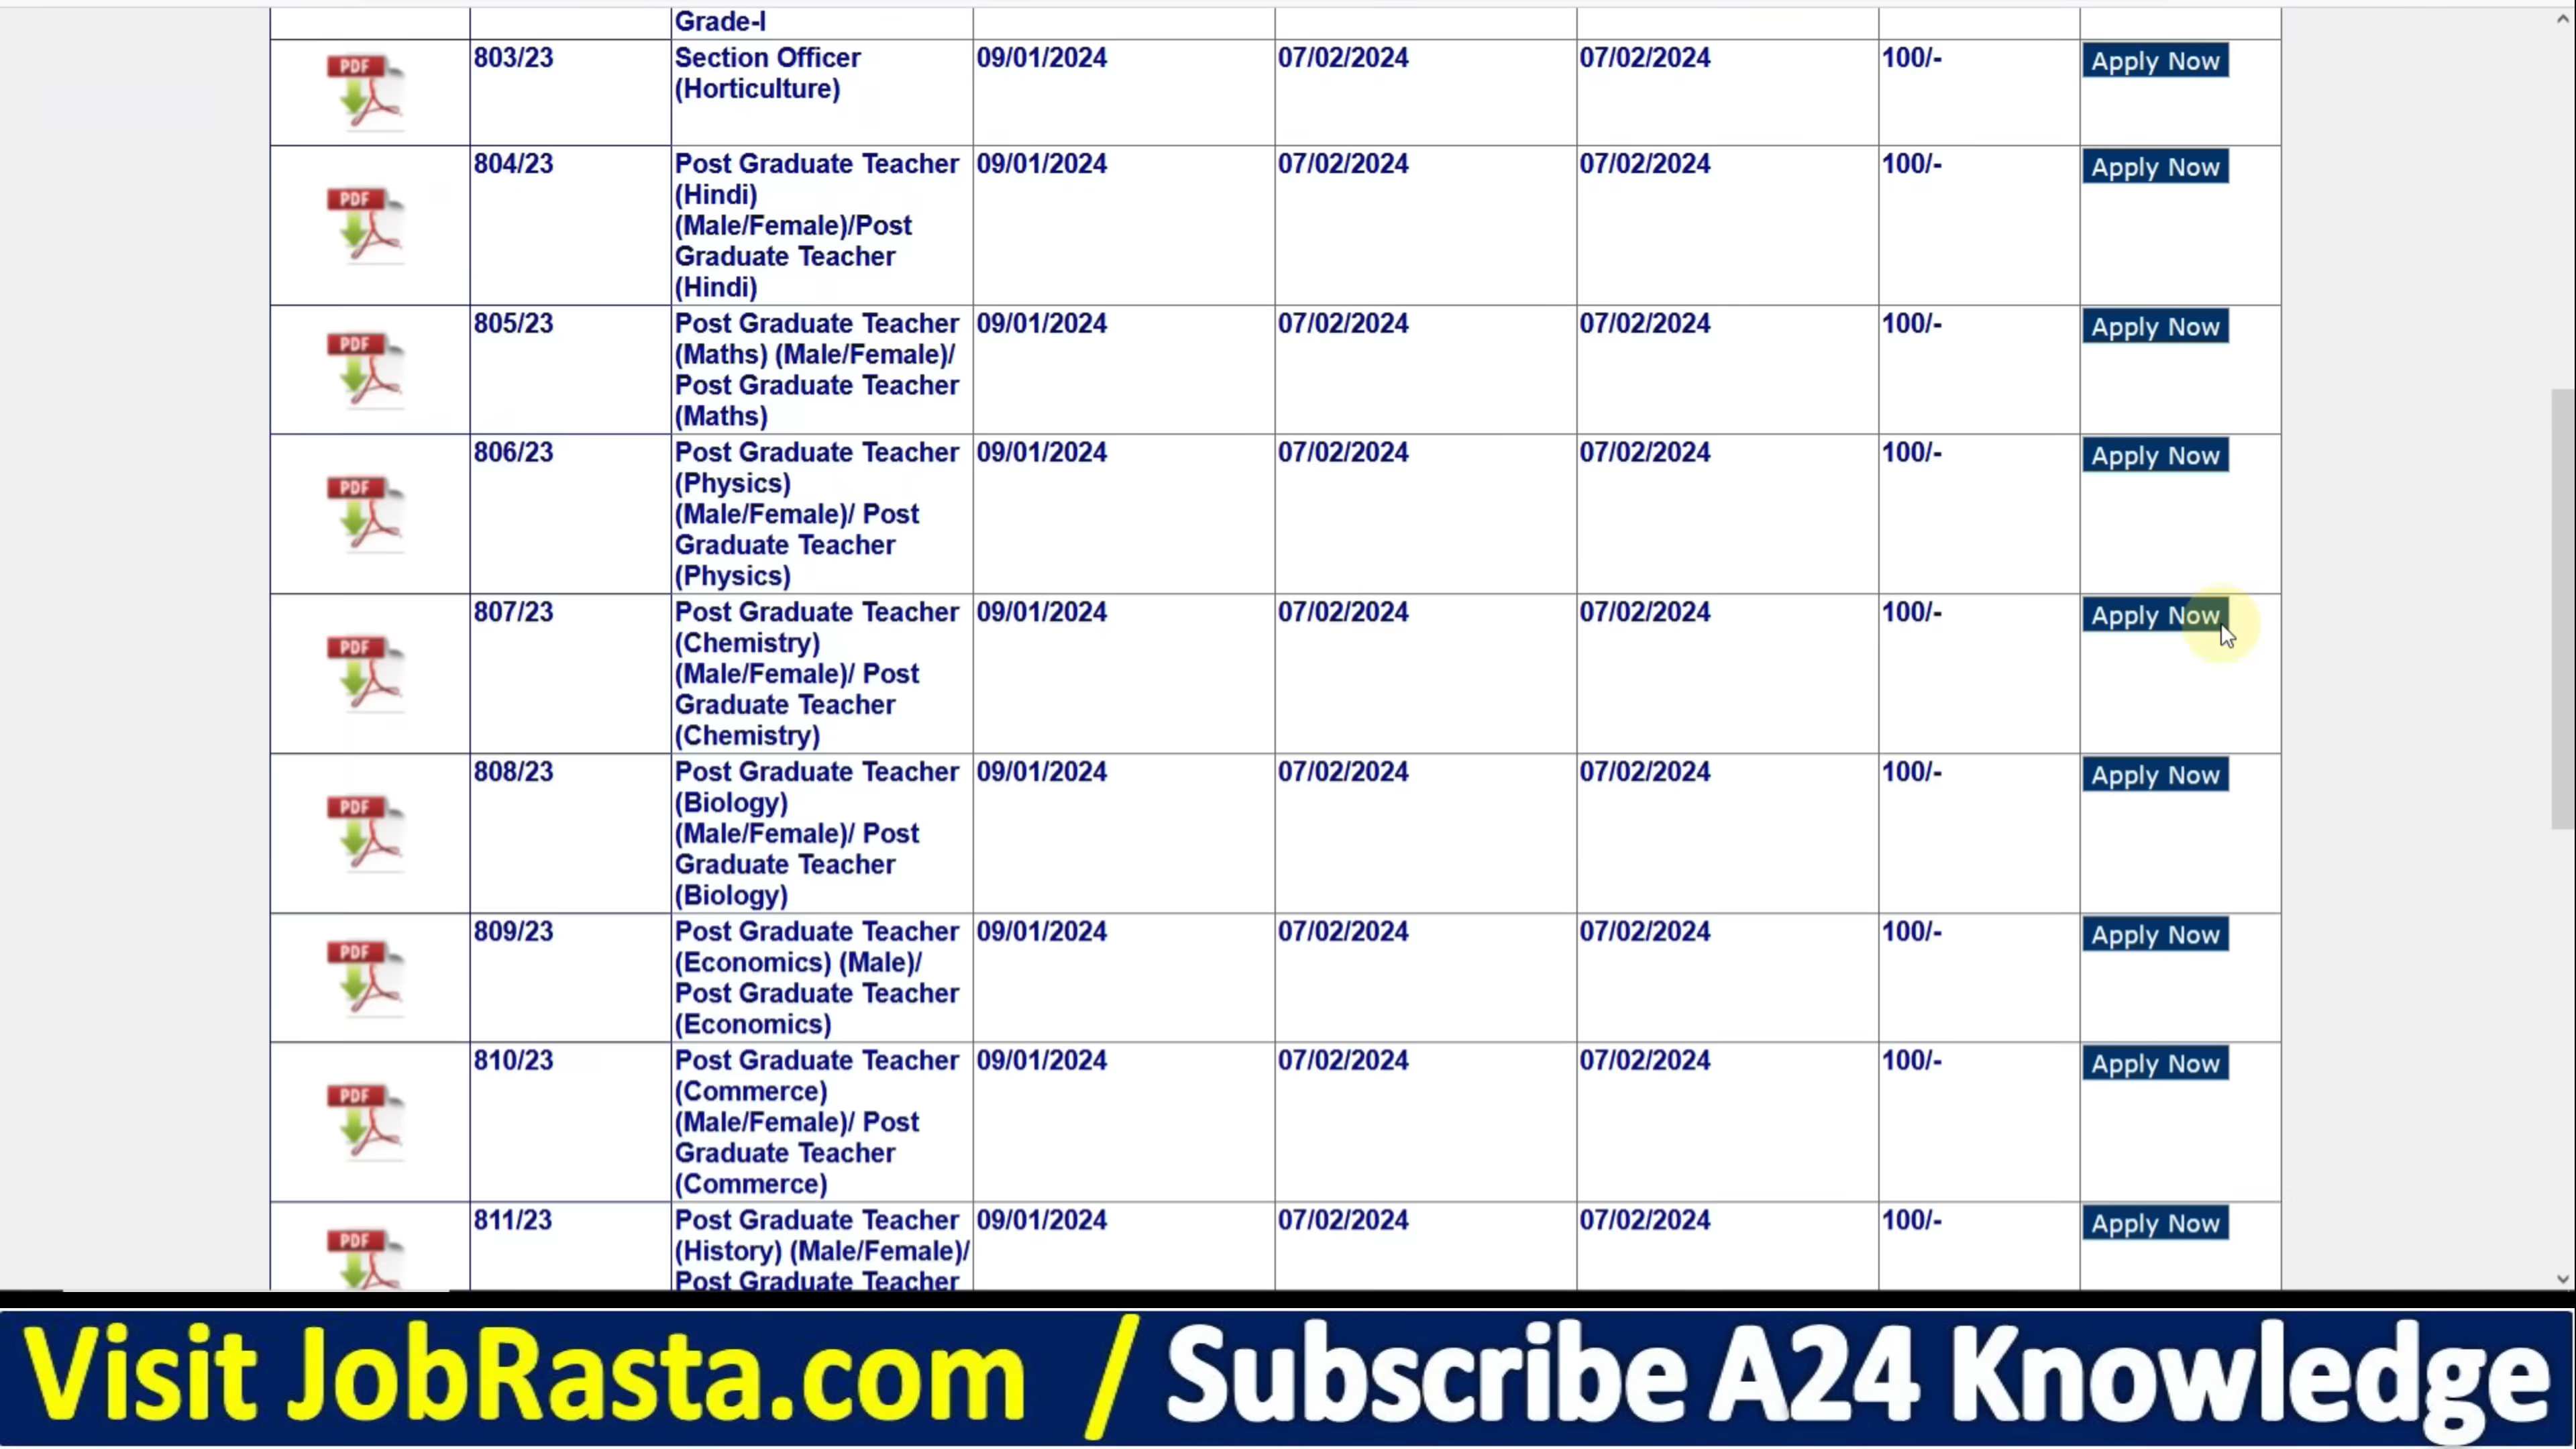 Grade-I
PDF 803/23 Section Officer 09/01/2024 07/02/2024 07/02/2024 100/- Apply Now
(Horticulture)
PDF 804/23 Post Graduate Teacher 09/01/2024 07/02/2024 07/02/2024 100/- Apply Now
(Hindi)
(Male/Female)/Post
Graduate Teacher
(Hindi)
PDF 805/23 Post Graduate Teacher 09/01/2024 07/02/2024 07/02/2024 100/- Apply Now
(Maths) (Male/Female)/
Post Graduate Teacher
(Maths)
PDF 806/23 Post Graduate Teacher 09/01/2024 07/02/2024 07/02/2024 100/- Apply Now
(Physics)
(Male/Female)/ Post
Graduate Teacher
(Physics)
PDF 807/23 Post Graduate Teacher 09/01/2024 07/02/2024 07/02/2024 100/- Apply Now
(Chemistry)
(Male/Female)/ Post
Graduate Teacher
(Chemistry)
PDF 808/23 Post Graduate Teacher 09/01/2024 07/02/2024 07/02/2024 100/- Apply Now
(Biology)
(Male/Female)/ Post
Graduate Teacher
(Biology)
PDF 809/23 Post Graduate Teacher 09/01/2024 07/02/2024 07/02/2024 100/- Apply Now
(Economics) (Male)/
Post Graduate Teacher
(Economics)
PDF 810/23 Post Graduate Teacher 09/01/2024 07/02/2024 07/02/2024 100/- Apply Now
(Commerce)
(Male/Female)/ Post
Graduate Teacher
(Commerce)
PDF 811/23 Post Graduate Teacher 09/01/2024 07/02/2024 07/02/2024 100/- Apply Now
(History) (Male/Female)/
Post Graduate Teacher
Visit JobRasta.com / Subscribe A24 Knowledge